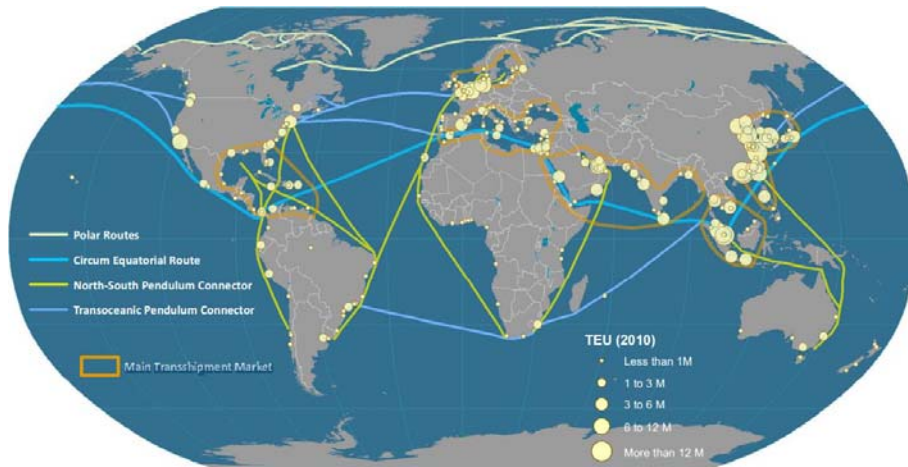 Polar Routes
Circum Equatorial Route
North-South Pendulum Connector
Transoceanic Pendulum Connector
Main Transshipment Market
TEU (2010)
Less than 1M
1 to 3 M
3 to 6 M
6 to 12 M
More than 12 M